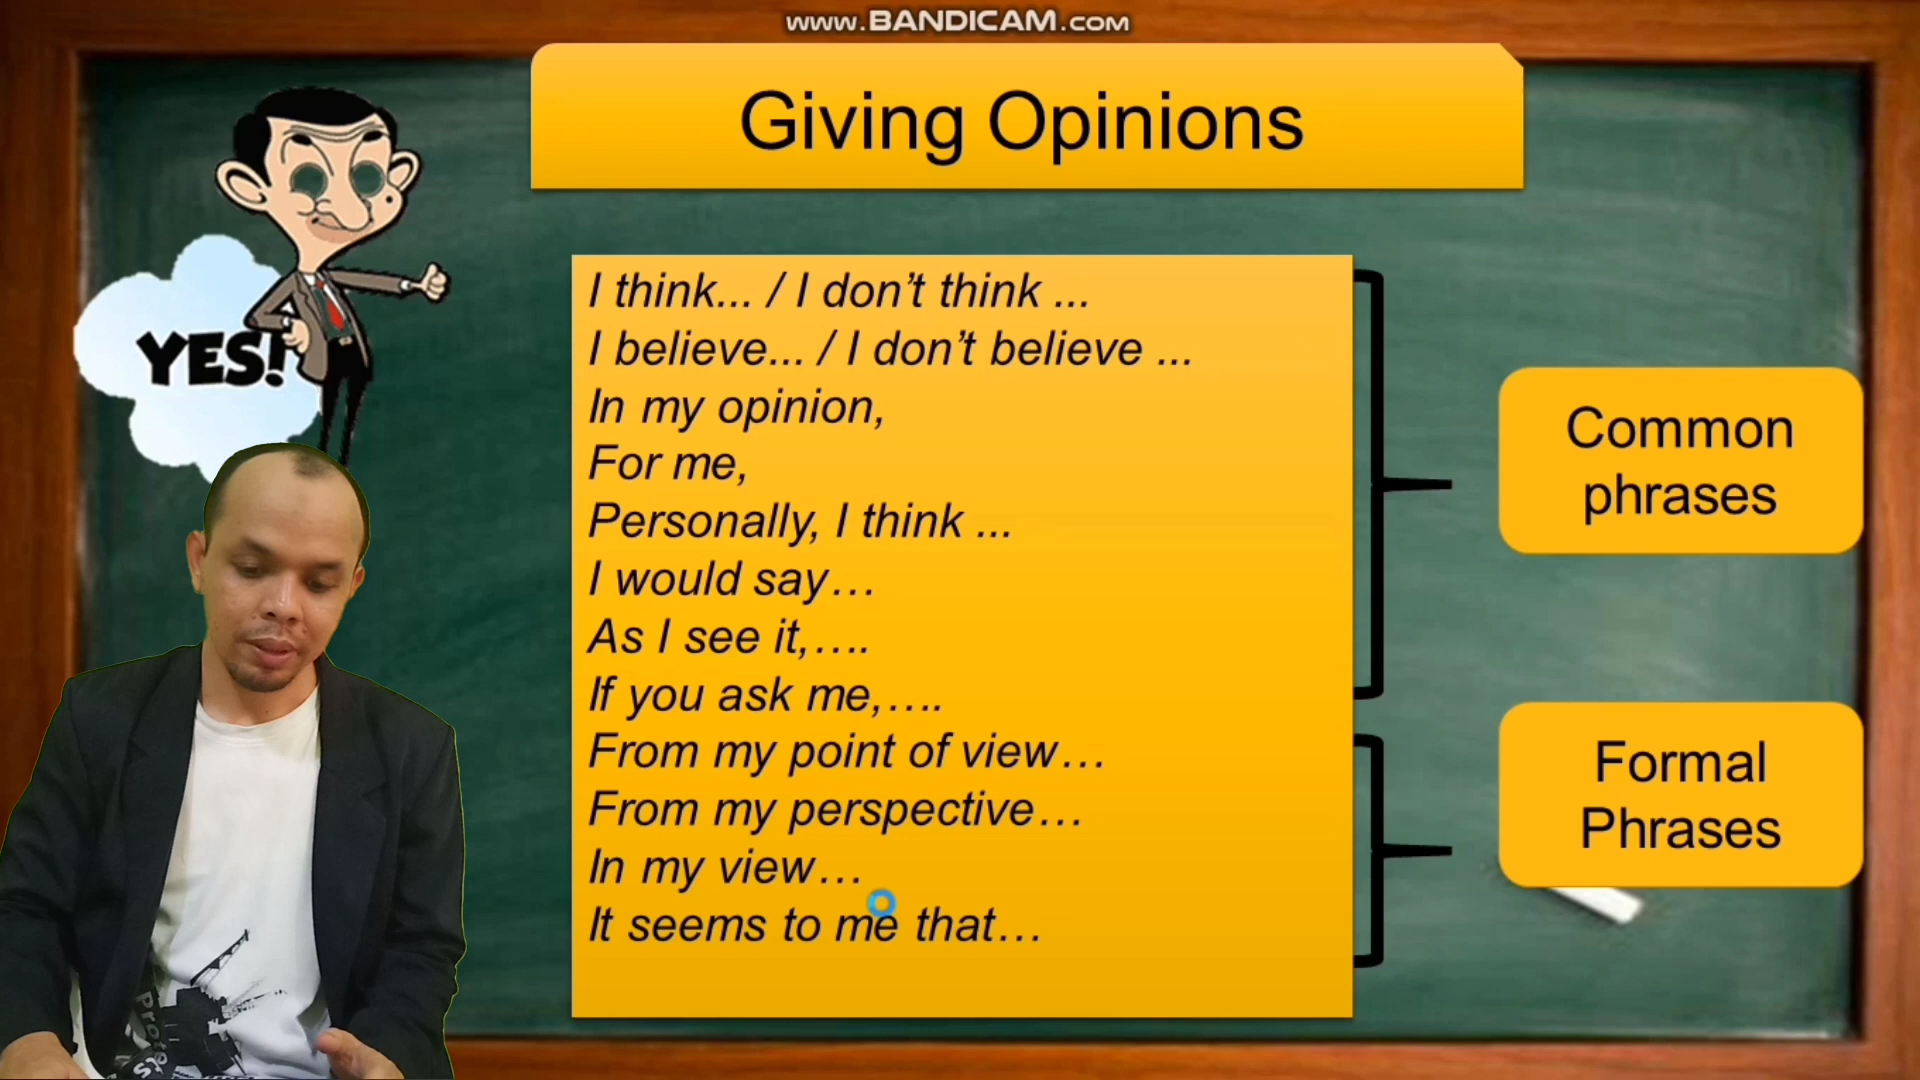 www.BANDICAM.com
Giving Opinions
YES!
I think... / I don’t think ...
I believe... / I don’t believe ...
In my opinion,
For me,
Personally, I think ...
I would say…
As I see it,….
If you ask me,….
From my point of view…
From my perspective…
In my view…
It seems to me that…
Common
phrases
Formal
Phrases